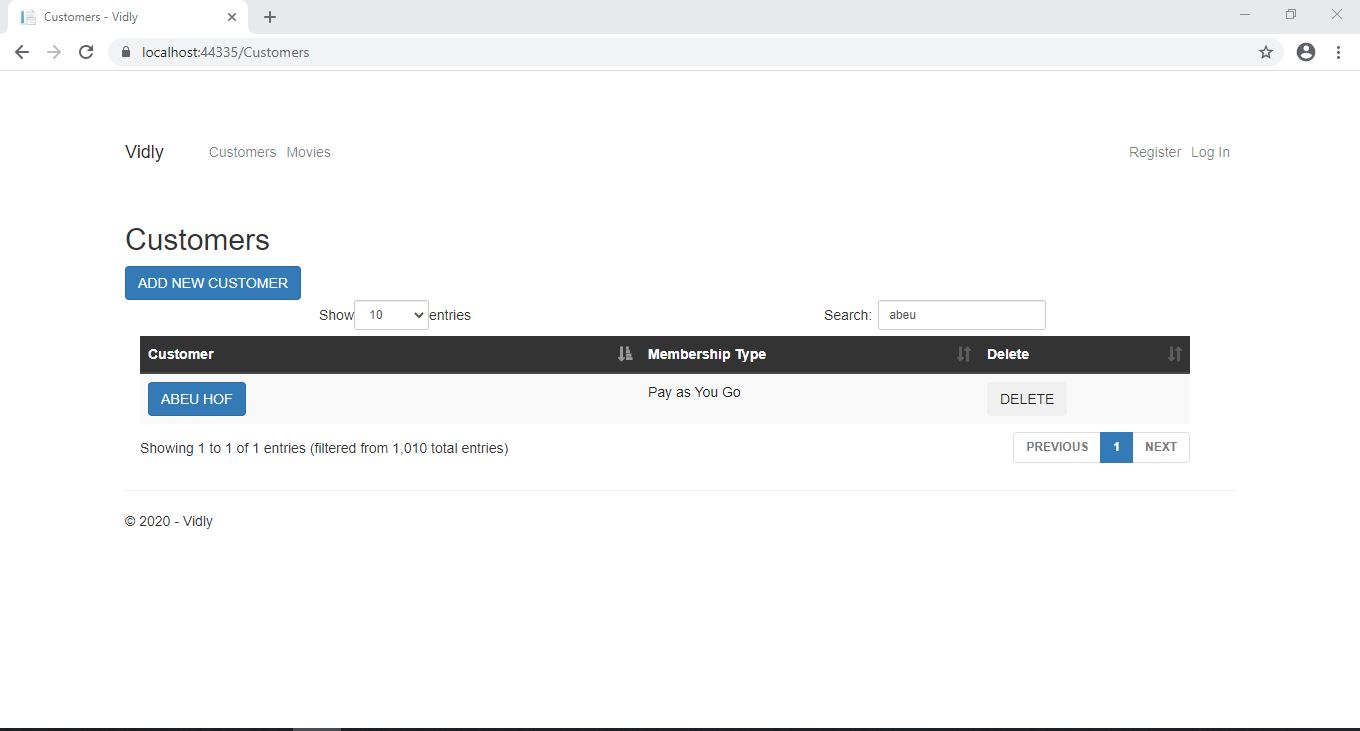 Customers - Vidly
localhost:44335/Customers
Vidly Customers Movies Register Log In
Customers
ADD NEW CUSTOMER
Show 10 entries Search: abeu
Customer Membership Type Delete
ABEU HOF Pay as You Go DELETE
Showing 1 to 1 of 1 entries (filtered from 1,010 total entries) PREVIOUS 1 NEXT
© 2020 - Vidly